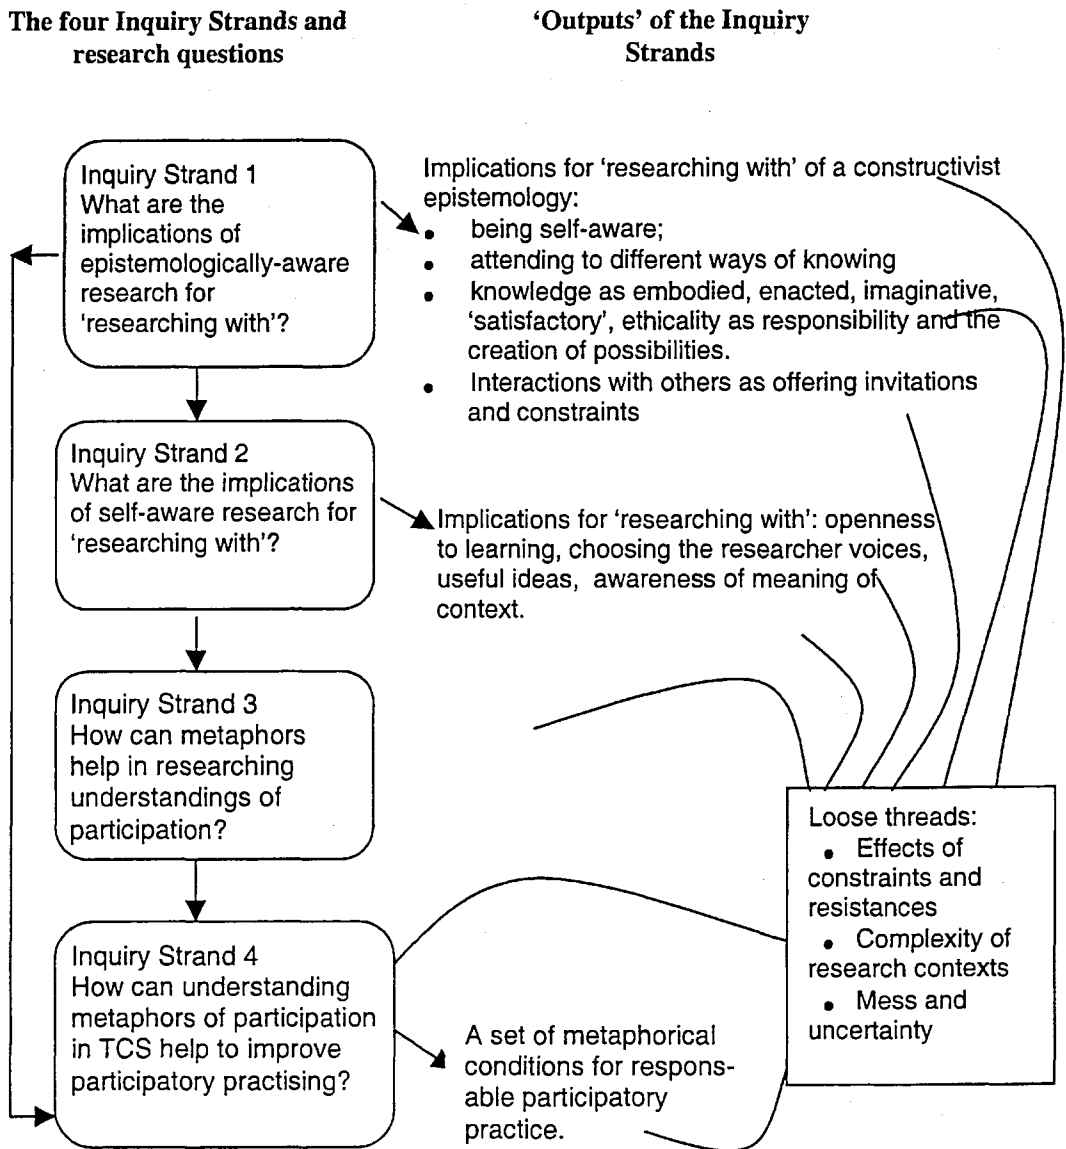 The four Inquiry Strands and
research questions
'Outputs' of the Inquiry
Strands
Inquiry Strand 1
What are the
implications of
epistemologically-aware
research for
'researching with'?
Implications for 'researching with' of a constructivist
epistemology:
• being self-aware;
• attending to different ways of knowing
• knowledge as embodied, enacted, imaginative,
'satisfactory', ethicality as responsibility and the
creation of possibilities.
• Interactions with others as offering invitations
and constraints
Inquiry Strand 2
What are the implications
of self-aware research for
'researching with'?
Implications for 'researching with': openness
to learning, choosing the researcher voices,
useful ideas, awareness of meaning of
context.
Inquiry Strand 3
How can metaphors
help in researching
understandings of
participation?
Inquiry Strand 4
How can understanding
metaphors of participation
in TCS help to improve
participatory practising?
A set of metaphorical
conditions for respons-
able participatory
practice.
Loose threads:
• Effects of
constraints and
resistances
• Complexity of
research contexts
• Mess and
uncertainty